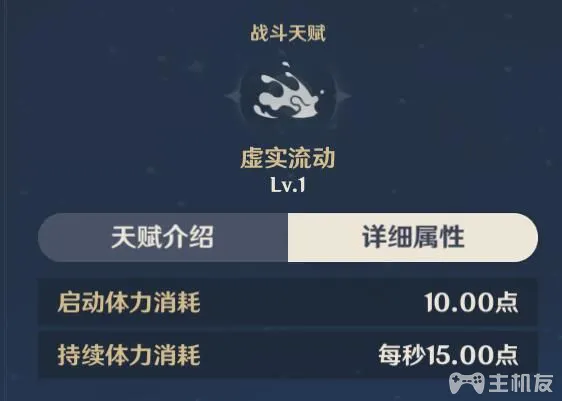 战斗天赋
虚实流动
Lv.1
天赋介绍 详细属性
启动体力消耗 10.00点
持续体力消耗 每秒15.00点
主机友